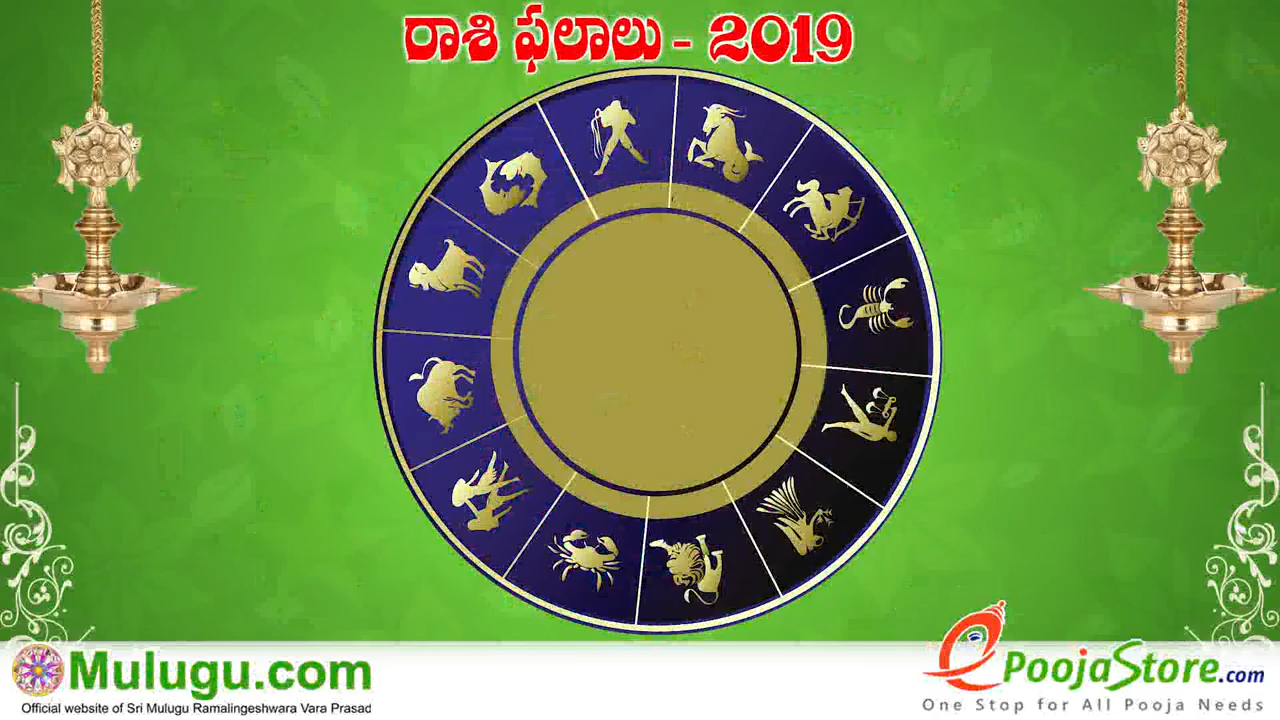 రాశి ఫలాలు - 2019
Mulugu.com
Official website of Sri Mulugu Ramalingeshwara Vara Prasad
ePoojaStore.com
One Stop for All Pooja Needs